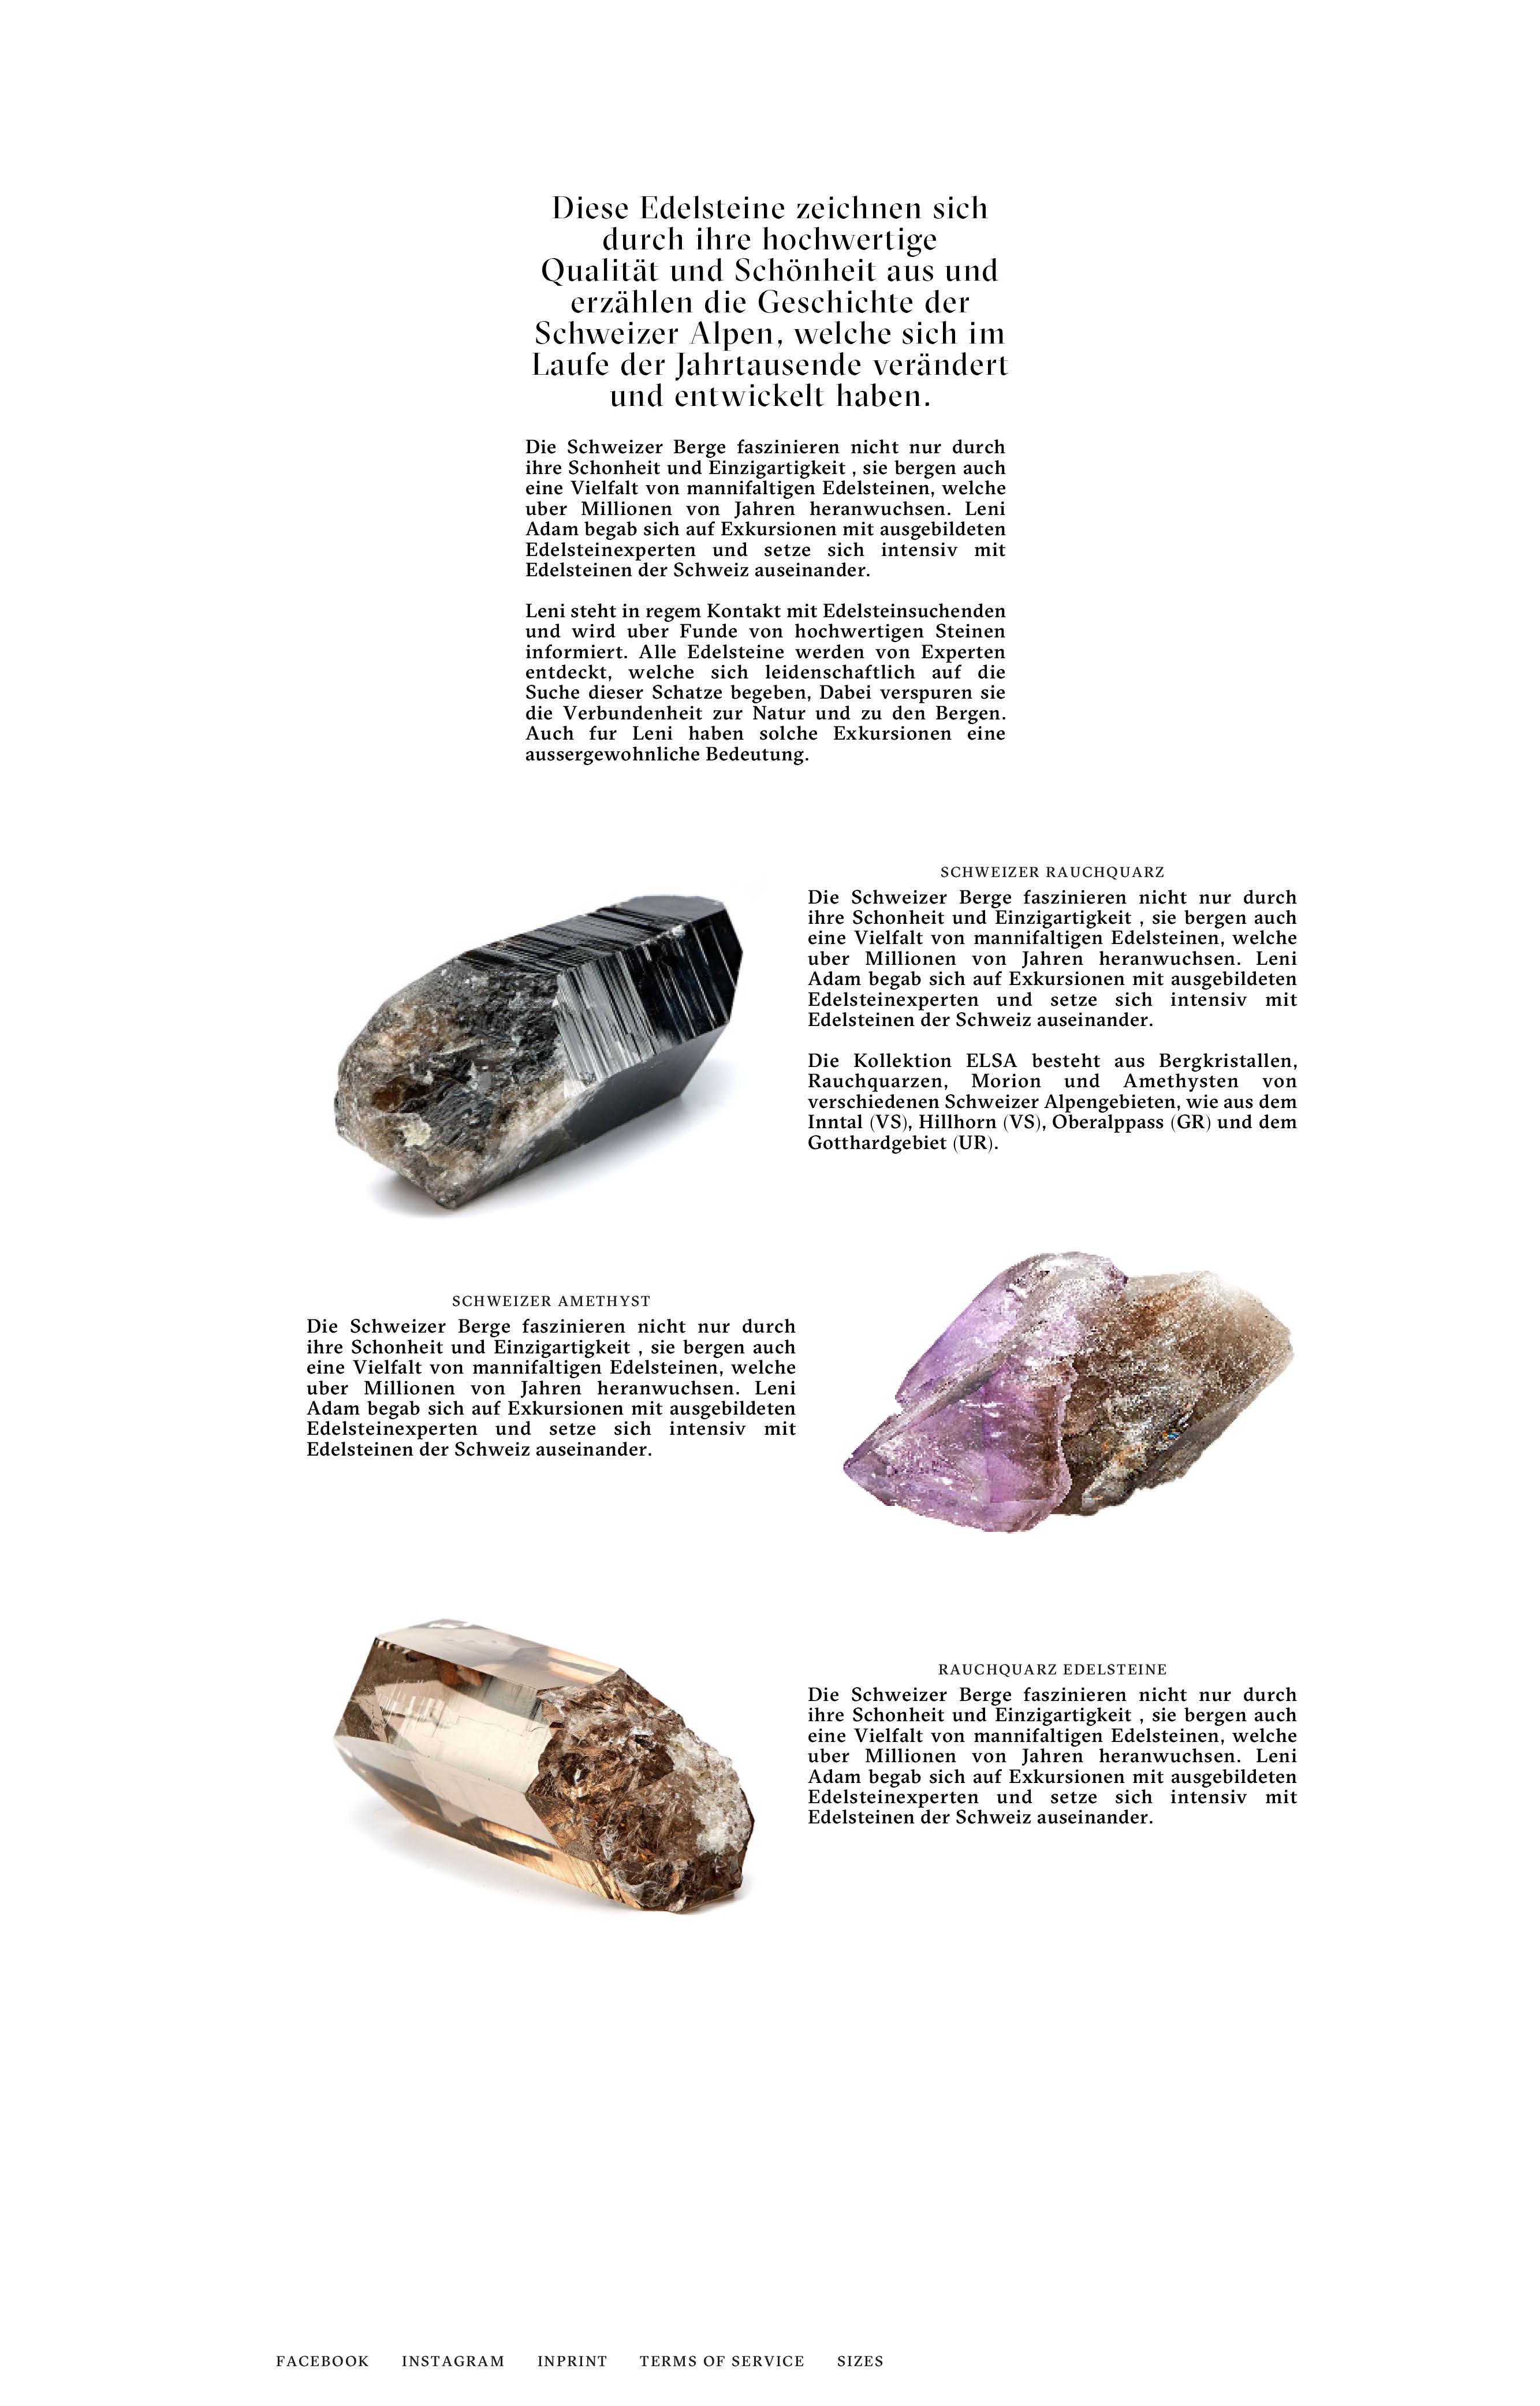 Diese Edelsteine zeichnen sich
durch ihre hochwertige
Qualität und Schönheit aus und
erzählen die Geschichte der
Schweizer Alpen, welche sich im
Laufe der Jahrtausende verändert
und entwickelt haben.
Die Schweizer Berge faszinieren nicht nur durch
ihre Schonheit und Einzigartigkeit , sie bergen auch
eine Vielfalt von mannifaltigen Edelsteinen, welche
uber Millionen von Jahren heranwuchsen. Leni
Adam begab sich auf Exkursionen mit ausgebildeten
Edelsteinexperten und setze sich intensiv mit
Edelsteinen der Schweiz auseinander.
Leni steht in regem Kontakt mit Edelsteinsuchenden
und wird uber Funde von hochwertigen Steinen
informiert. Alle Edelsteine werden von Experten
entdeckt, welche sich leidenschaftlich auf die
Suche dieser Schatze begeben, Dabei verspuren sie
die Verbundenheit zur Natur und zu den Bergen.
Auch fur Leni haben solche Exkursionen eine
aussergewohnliche Bedeutung.
SCHWEIZER RAUCHQUARZ
Die Schweizer Berge faszinieren nicht nur durch
ihre Schonheit und Einzigartigkeit , sie bergen auch
eine Vielfalt von mannifaltigen Edelsteinen, welche
uber Millionen von Jahren heranwuchsen. Leni
Adam begab sich auf Exkursionen mit ausgebildeten
Edelsteinexperten und setze sich intensiv mit
Edelsteinen der Schweiz auseinander.
Die Kollektion ELSA besteht aus Bergkristallen,
Rauchquarzen, Morion und Amethysten von
verschiedenen Schweizer Alpengebieten, wie aus dem
Inntal (VS), Hillhorn (VS), Oberalppass (GR) und dem
Gotthardgebiet (UR).
SCHWEIZER AMETHYST
Die Schweizer Berge faszinieren nicht nur durch
ihre Schonheit und Einzigartigkeit , sie bergen auch
eine Vielfalt von mannifaltigen Edelsteinen, welche
uber Millionen von Jahren heranwuchsen. Leni
Adam begab sich auf Exkursionen mit ausgebildeten
Edelsteinexperten und setze sich intensiv mit
Edelsteinen der Schweiz auseinander.
RAUCHQUARZ EDELSTEINE
Die Schweizer Berge faszinieren nicht nur durch
ihre Schonheit und Einzigartigkeit , sie bergen auch
eine Vielfalt von mannifaltigen Edelsteinen, welche
uber Millionen von Jahren heranwuchsen. Leni
Adam begab sich auf Exkursionen mit ausgebildeten
Edelsteinexperten und setze sich intensiv mit
Edelsteinen der Schweiz auseinander.
FACEBOOK INSTAGRAM INPRINT TERMS OF SERVICE SIZES